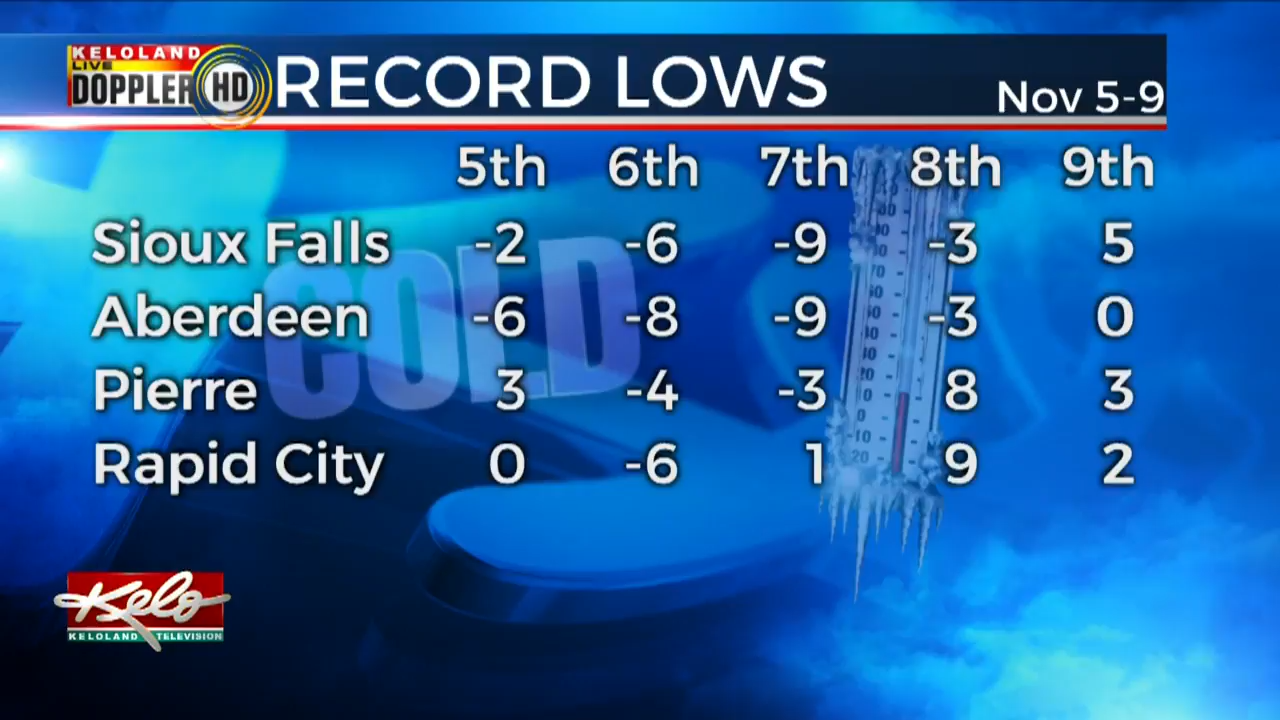 KELOLAND
LIVE
DOPPLER HD
RECORD LOWS
Nov 5-9
5th 6th 7th 8th 9th
Sioux Falls -2 -6 -9 -3 5
Aberdeen -6 -8 -9 -3 0
Pierre 3 -4 -3 8 3
Rapid City 0 -6 1 9 2
COLD
Kelo
KELOLAND TELEVISION